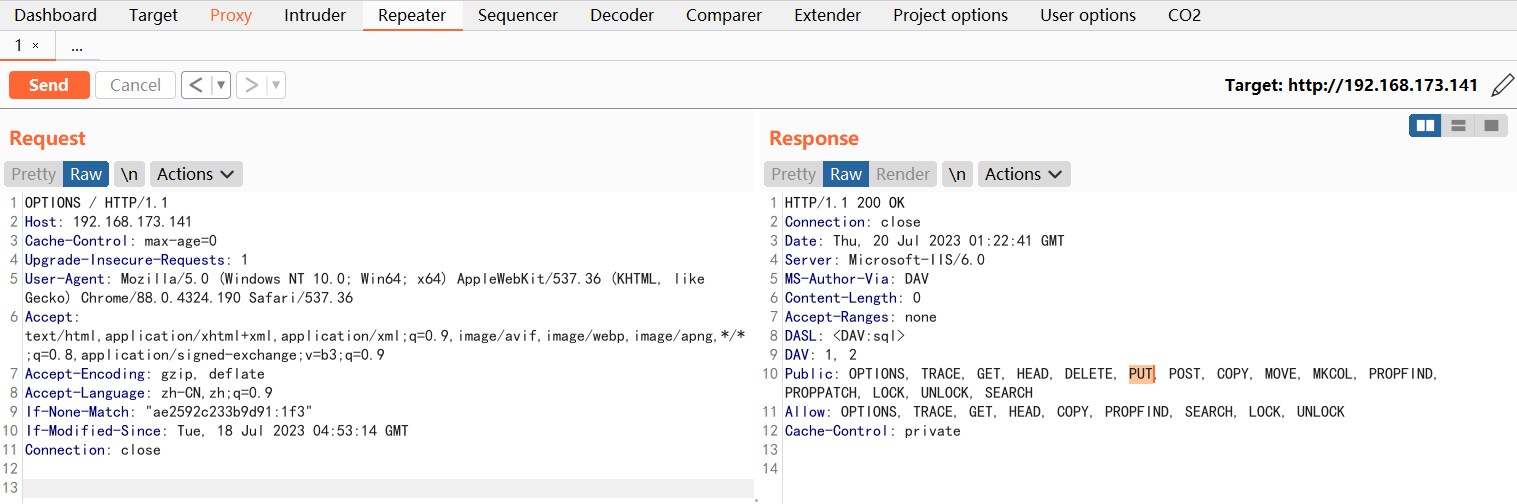 Dashboard Target Proxy Intruder Repeater Sequencer Decoder Comparer Extender Project options User options CO2
1 × ...
Send Cancel < ▼ > ▼ Target: http://192.168.173.141
Request
Pretty Raw \n Actions
1 OPTIONS / HTTP/1.1
2 Host: 192.168.173.141
3 Cache-Control: max-age=0
4 Upgrade-Insecure-Requests: 1
5 User-Agent: Mozilla/5.0 (Windows NT 10.0; Win64; x64) AppleWebKit/537.36 (KHTML, like
Gecko) Chrome/88.0.4324.190 Safari/537.36
6 Accept:
text/html,application/xhtml+xml,application/xml;q=0.9,image/avif,image/webp,image/apng,*/*
;q=0.8,application/signed-exchange;v=b3;q=0.9
7 Accept-Encoding: gzip, deflate
8 Accept-Language: zh-CN,zh;q=0.9
9 If-None-Match: "ae2592c233b9d91:1f3"
10 If-Modified-Since: Tue, 18 Jul 2023 04:53:14 GMT
11 Connection: close
12
13
Response
Pretty Raw Render \n Actions
1 HTTP/1.1 200 OK
2 Connection: close
3 Date: Thu, 20 Jul 2023 01:22:41 GMT
4 Server: Microsoft-IIS/6.0
5 MS-Author-Via: DAV
6 Content-Length: 0
7 Accept-Ranges: none
8 DASL: <DAV:sql>
9 DAV: 1, 2
10 Public: OPTIONS, TRACE, GET, HEAD, DELETE, PUT, POST, COPY, MOVE, MKCOL, PROPFIND,
PROPPATCH, LOCK, UNLOCK, SEARCH
11 Allow: OPTIONS, TRACE, GET, HEAD, COPY, PROPFIND, SEARCH, LOCK, UNLOCK
12 Cache-Control: private
13
14